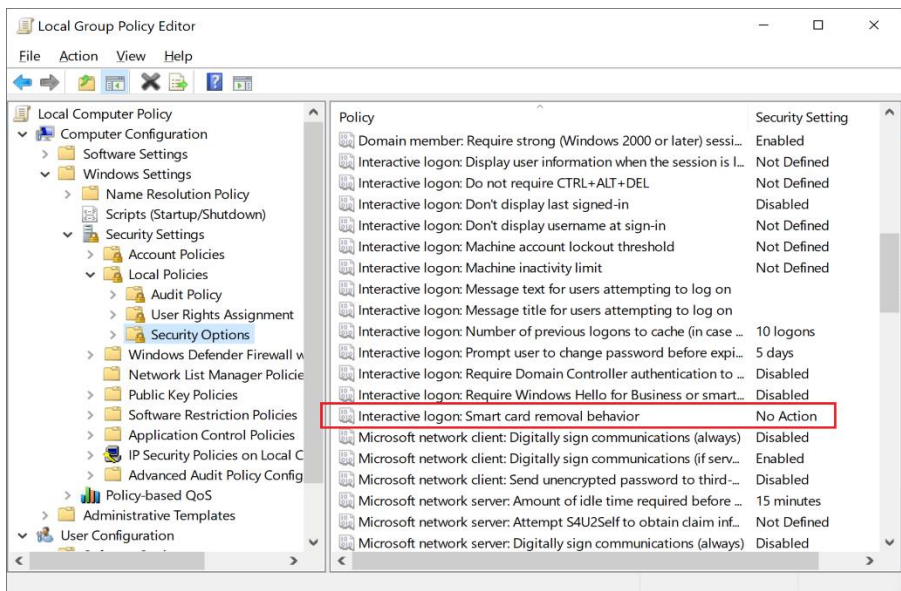 Local Group Policy Editor
File Action View Help
Local Computer Policy
Computer Configuration
Software Settings
Windows Settings
Name Resolution Policy
Scripts (Startup/Shutdown)
Security Settings
Account Policies
Local Policies
Audit Policy
User Rights Assignment
Security Options
Windows Defender Firewall w
Network List Manager Policie
Public Key Policies
Software Restriction Policies
Application Control Policies
IP Security Policies on Local C
Advanced Audit Policy Config
Policy-based QoS
Administrative Templates
User Configuration
Policy Security Setting
Domain member: Require strong (Windows 2000 or later) sessi... Enabled
Interactive logon: Display user information when the session is l... Not Defined
Interactive logon: Do not require CTRL+ALT+DEL Not Defined
Interactive logon: Don't display last signed-in Disabled
Interactive logon: Don't display username at sign-in Not Defined
Interactive logon: Machine account lockout threshold Not Defined
Interactive logon: Machine inactivity limit Not Defined
Interactive logon: Message text for users attempting to log on
Interactive logon: Message title for users attempting to log on
Interactive logon: Number of previous logons to cache (in case ... 10 logons
Interactive logon: Prompt user to change password before expi... 5 days
Interactive logon: Require Domain Controller authentication to ... Disabled
Interactive logon: Require Windows Hello for Business or smart... Disabled
Interactive logon: Smart card removal behavior No Action
Microsoft network client: Digitally sign communications (always) Disabled
Microsoft network client: Digitally sign communications (if serv... Enabled
Microsoft network client: Send unencrypted password to third-... Disabled
Microsoft network server: Amount of idle time required before ... 15 minutes
Microsoft network server: Attempt S4U2Self to obtain claim inf... Not Defined
Microsoft network server: Digitally sign communications (always) Disabled